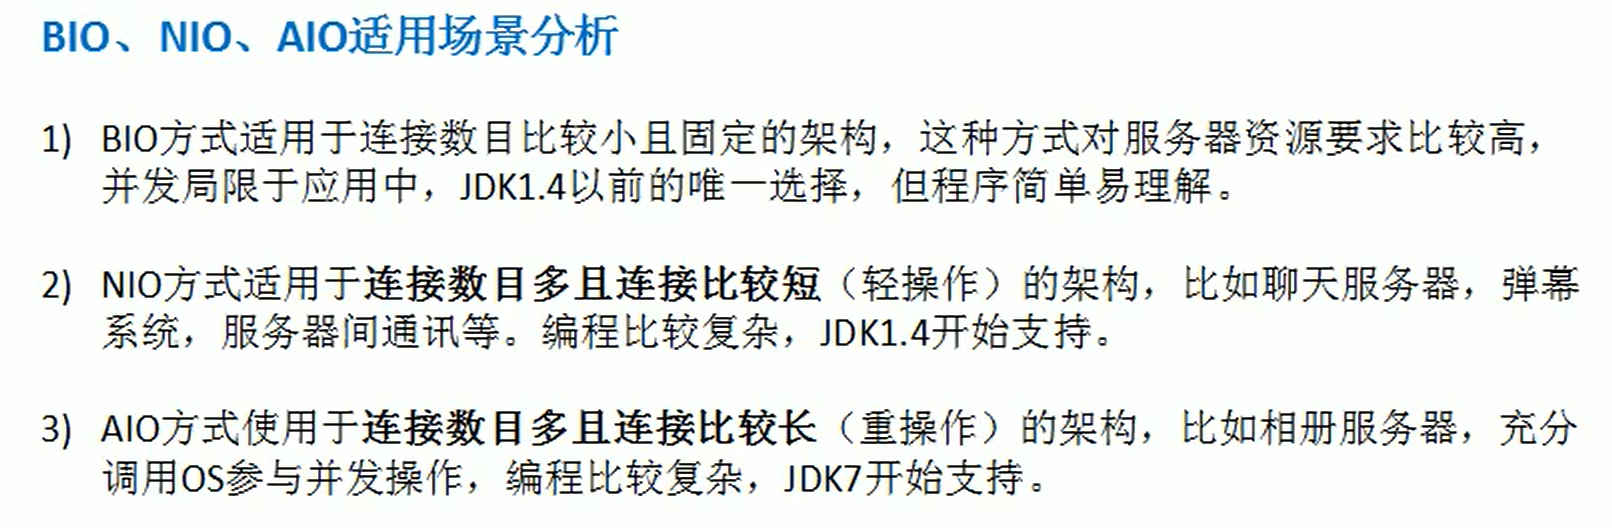 BIO、NIO、AIO适用场景分析
1) BIO方式适用于连接数目比较小且固定的架构，这种方式对服务器资源要求比较高，
并发局限于应用中，JDK1.4以前的唯一选择，但程序简单易理解。
2) NIO方式适用于连接数目多且连接比较短（轻操作）的架构，比如聊天服务器，弹幕
系统，服务器间通讯等。编程比较复杂，JDK1.4开始支持。
3) AIO方式使用于连接数目多且连接比较长（重操作）的架构，比如相册服务器，充分
调用OS参与并发操作，编程比较复杂，JDK7开始支持。